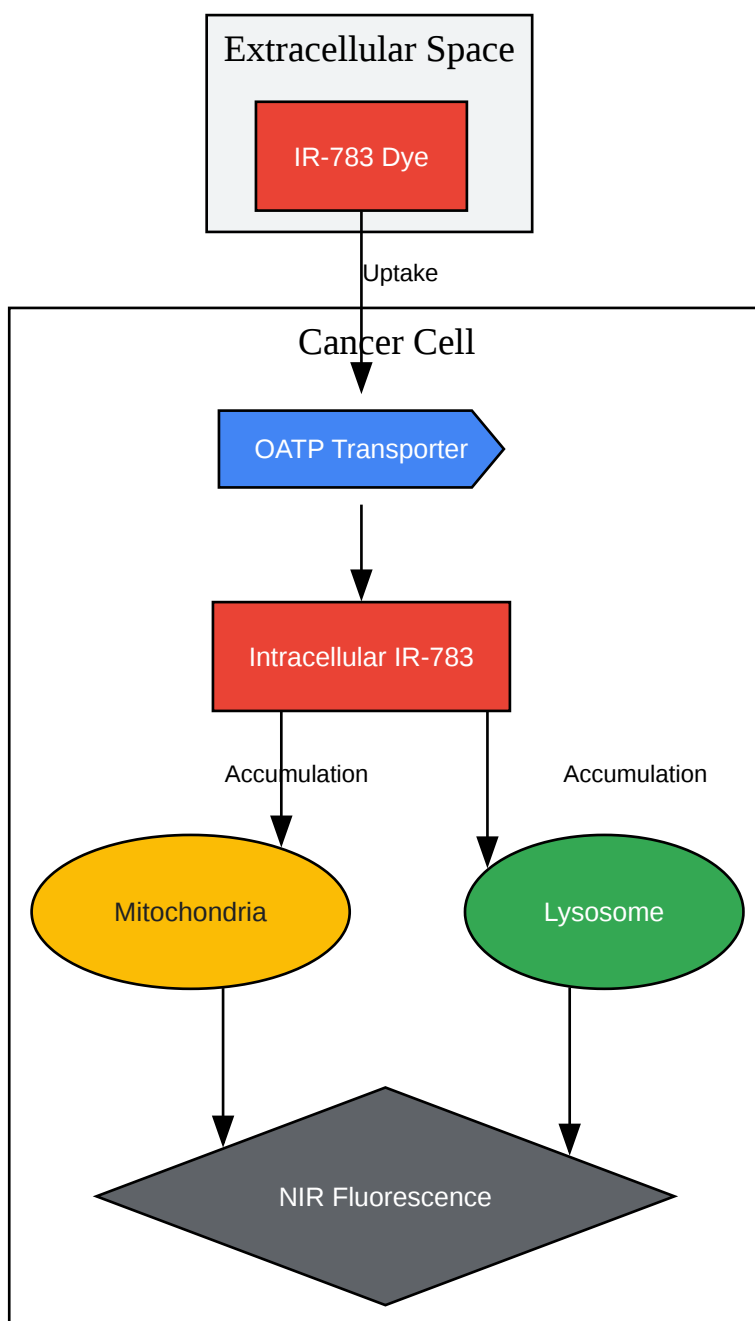 Extracellular Space
IR-783 Dye
Uptake
Cancer Cell
OATP Transporter
Intracellular IR-783
Accumulation
Accumulation
Mitochondria
Lysosome
NIR Fluorescence